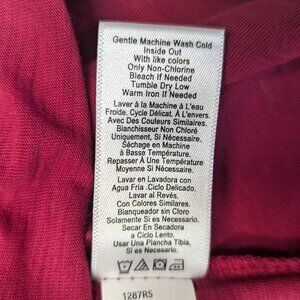 Gentle Machine Wash Cold
Inside Out
With like colors
Only Non-Chlorine
Bleach If Needed
Tumble Dry Low
Warm Iron If Needed
Laver à la Machine à L'eau
Froide. Cycle Délicat, À L'envers.
Avec Des Couleurs Similaires.
Blanchisseur Non Chloré
Uniquement, Si Nécessaire.
Séchage en Machine
à Basse Température.
Repasser À Une Temperature
Moyenne Si Nécessaire.
Lavar en Lavadora con
Agua Fría .Ciclo Delicado.
Lavar al Revés.
Con Colores Similares.
Blanqueador sin Cloro
Solamente Si es Necesario.
Secar En Secadora
a Ciclo Lento.
Usar Una Plancha Tibia,
Si es Necesario.
1287RS